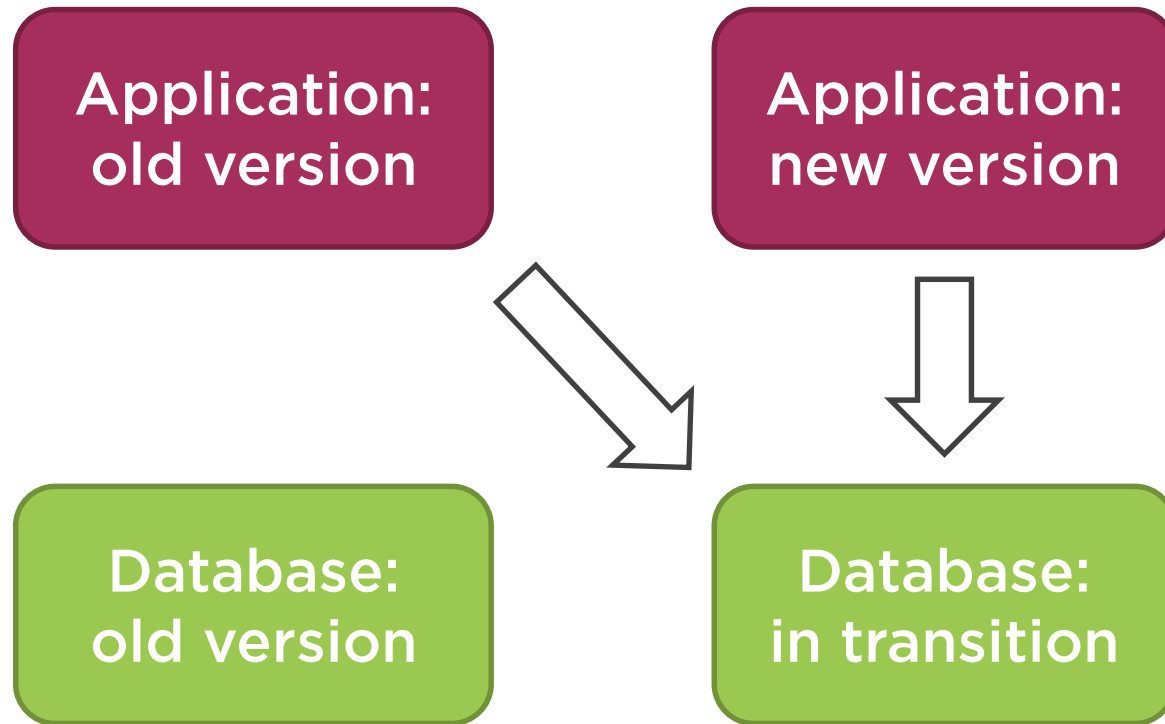 Application:
old version
Application:
new version
Database:
old version
Database:
in transition